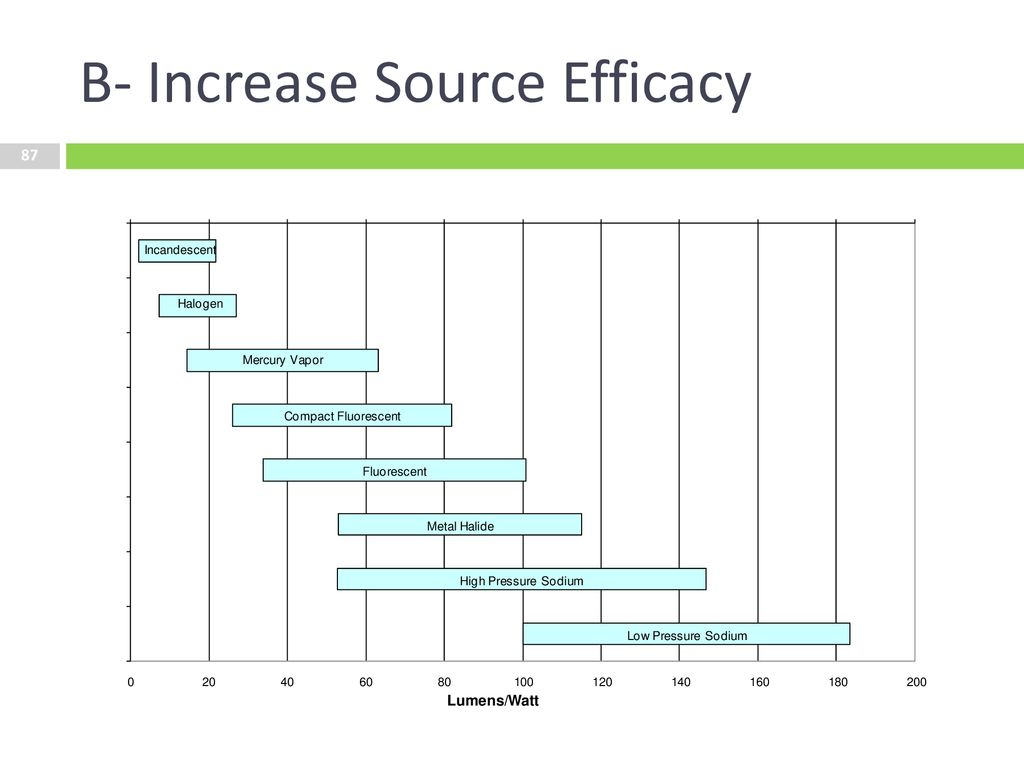 B- Increase Source Efficacy
87
Incandescent
Halogen
Mercury Vapor
Compact Fluorescent
Fluorescent
Metal Halide
High Pressure Sodium
Low Pressure Sodium
0 20 40 60 80 100 120 140 160 180 200
Lumens/Watt